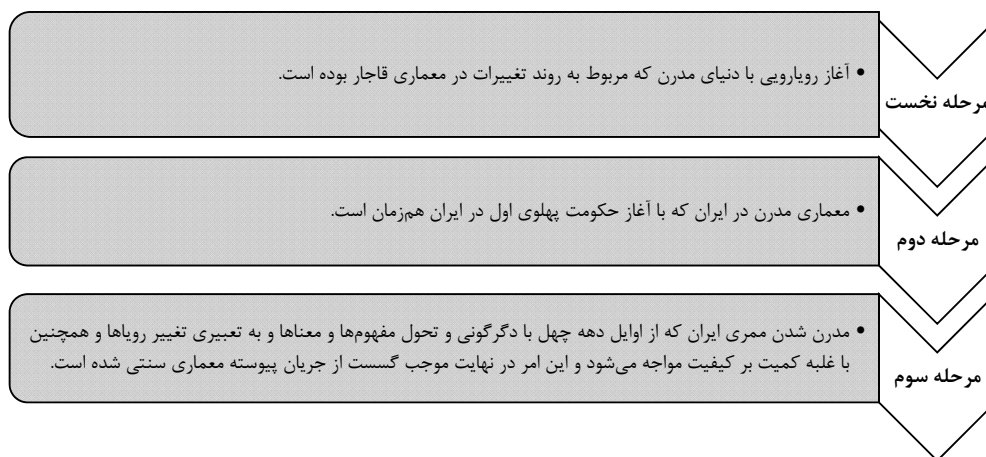 مرحله نخست
• آغاز رویارویی با دنیای مدرن که مربوط به روند تغییرات در معماری قاجار بوده است.
مرحله دوم
• معماری مدرن در ایران که با آغاز حکومت پهلوی اول در ایران هم‌زمان است.
مرحله سوم
• مدرن شدن ممری ایران که از اوایل دهه چهل با دگرگونی و تحول مفهوم‌ها و معناها و به تعبیری تغییر رویاها و همچنین
با غلبه کمیت بر کیفیت مواجه می‌شود و این امر در نهایت موجب گسست از جریان پیوسته معماری سنتی شده است.